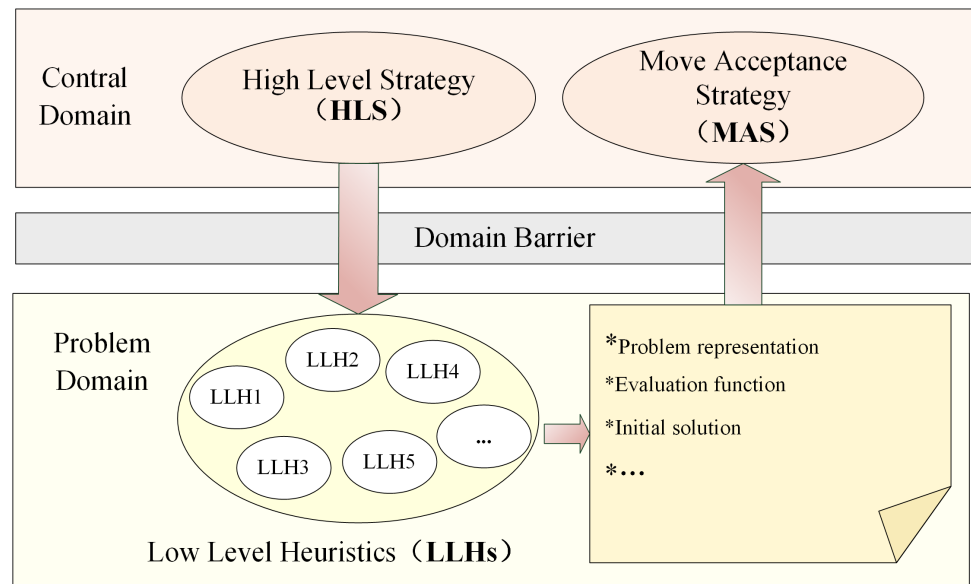 Contral
Domain
High Level Strategy
（HLS）
Move Acceptance
Strategy
（MAS）
Domain Barrier
Problem
Domain
LLH1
LLH2
LLH4
LLH3
LLH5
...
Low Level Heuristics（LLHs）
*Problem representation
*Evaluation function
*Initial solution
*...